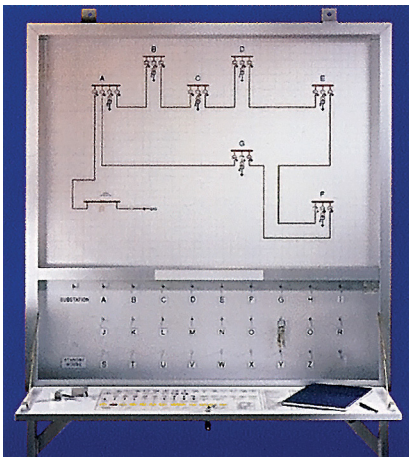 B D
A C E
G
F
SUBSTATION A B C D E F G H I
J K L M N O Q R
S T U V W X Y Z